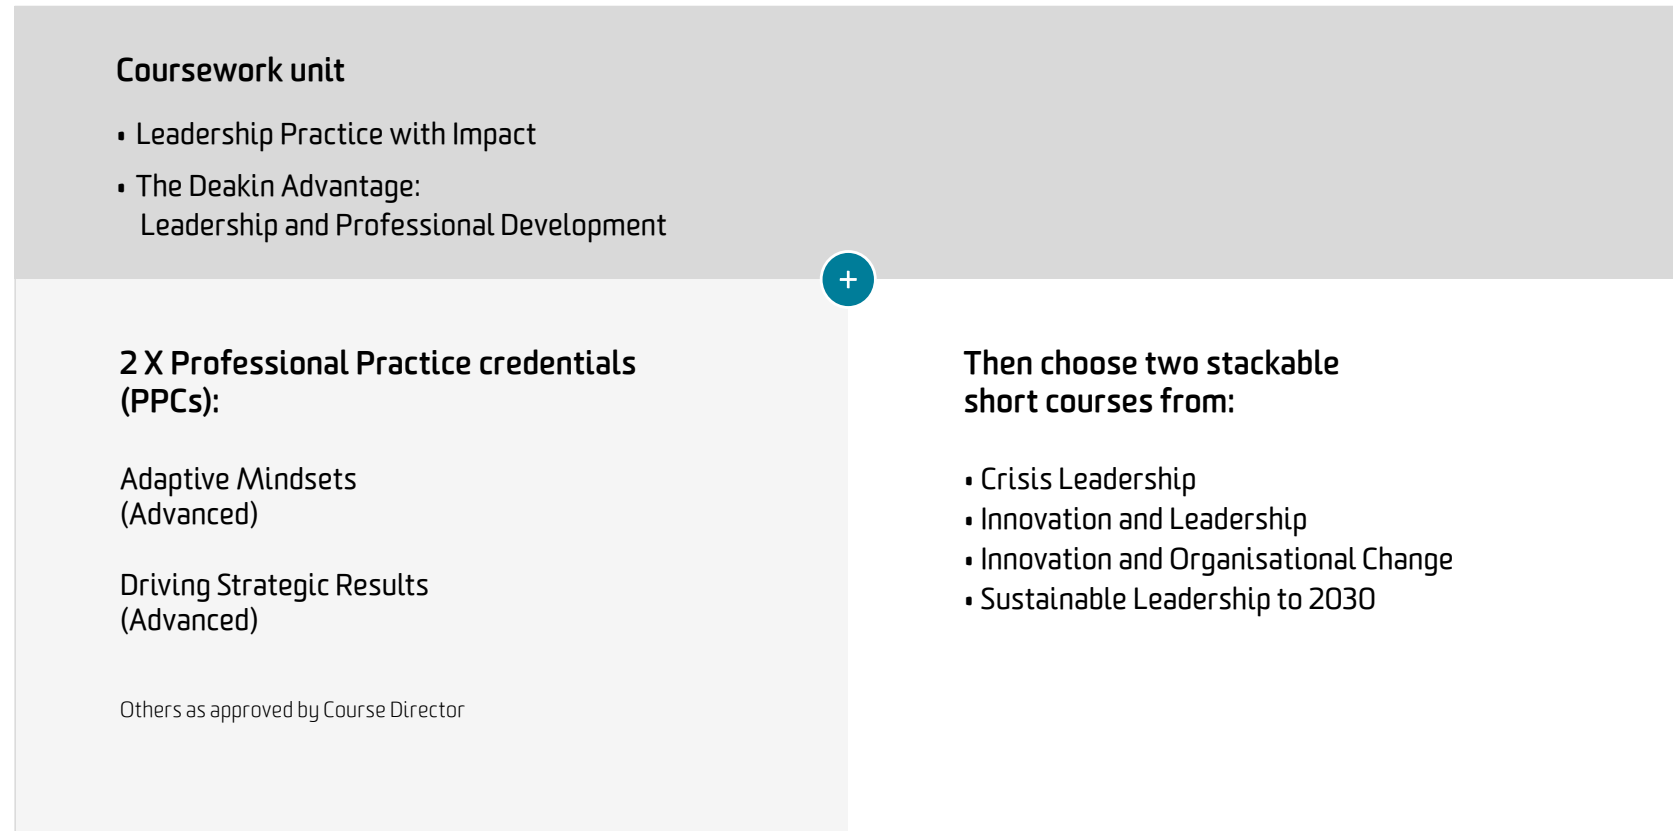 Coursework unit
• Leadership Practice with Impact
• The Deakin Advantage:
Leadership and Professional Development
+
2 X Professional Practice credentials
(PPCs):
Adaptive Mindsets
(Advanced)
Driving Strategic Results
(Advanced)
Others as approved by Course Director
Then choose two stackable
short courses from:
• Crisis Leadership
• Innovation and Leadership
• Innovation and Organisational Change
• Sustainable Leadership to 2030